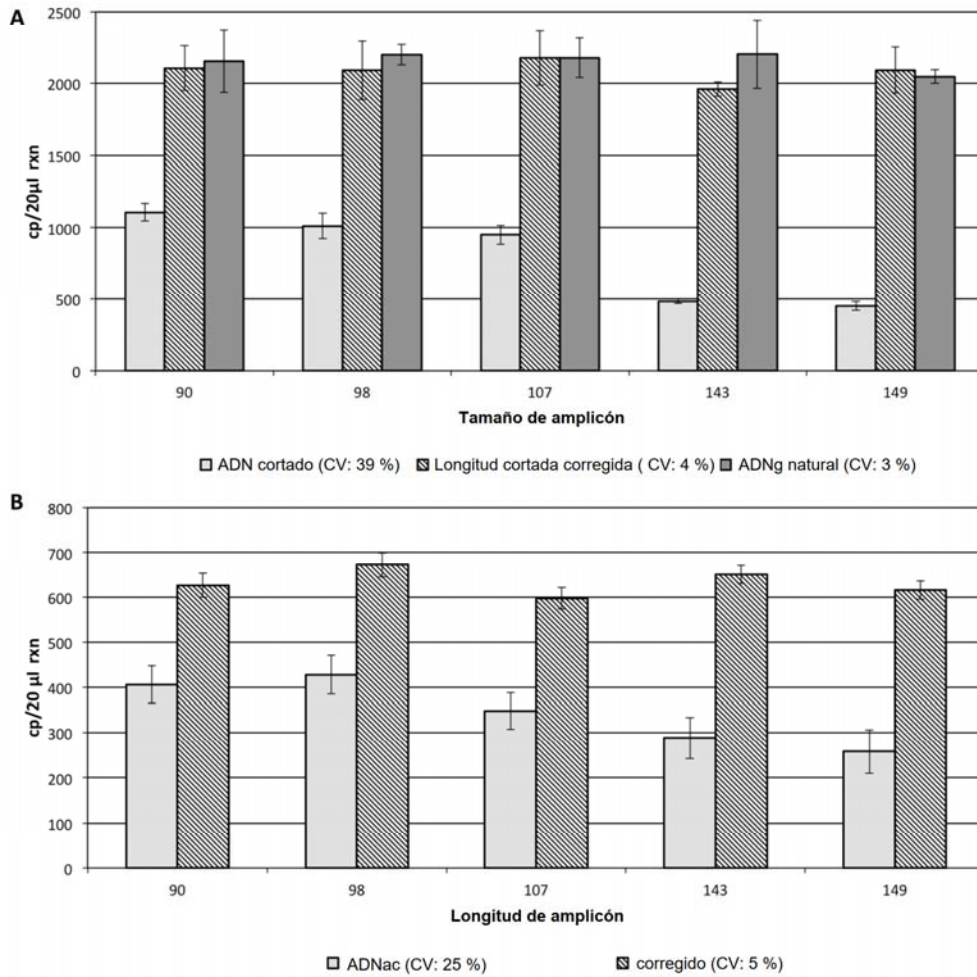 A
2500
2000
1500
1000
500
0
cp/20µl rxn
90 98 107 143 149
Tamaño de amplicón
ADN cortado (CV: 39 %) Longitud cortada corregida ( CV: 4 %) ADNg natural (CV: 3 %)
B
800
700
600
500
400
300
200
100
0
cp/20 µl rxn
90 98 107 143 149
Longitud de amplicón
ADNac (CV: 25 %) corregido (CV: 5 %)